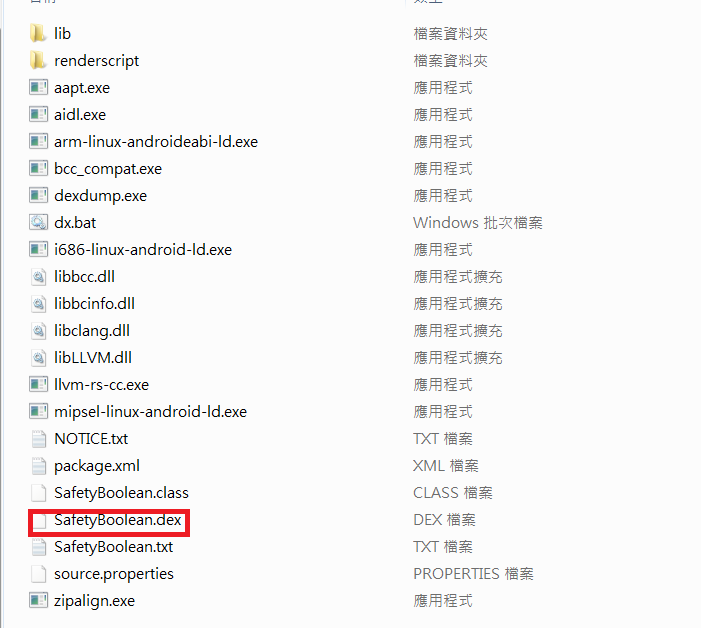 lib 檔案資料夾
renderscript 檔案資料夾
aapt.exe 應用程式
aidl.exe 應用程式
arm-linux-androideabi-ld.exe 應用程式
bcc_compat.exe 應用程式
dexdump.exe 應用程式
dx.bat Windows 批次檔案
i686-linux-android-ld.exe 應用程式
libbcc.dll 應用程式擴充
libbcinfo.dll 應用程式擴充
libclang.dll 應用程式擴充
libLLVM.dll 應用程式擴充
llvm-rs-cc.exe 應用程式
mipsel-linux-android-ld.exe 應用程式
NOTICE.txt TXT 檔案
package.xml XML 檔案
SafetyBoolean.class CLASS 檔案
SafetyBoolean.dex DEX 檔案
SafetyBoolean.txt TXT 檔案
source.properties PROPERTIES 檔案
zipalign.exe 應用程式